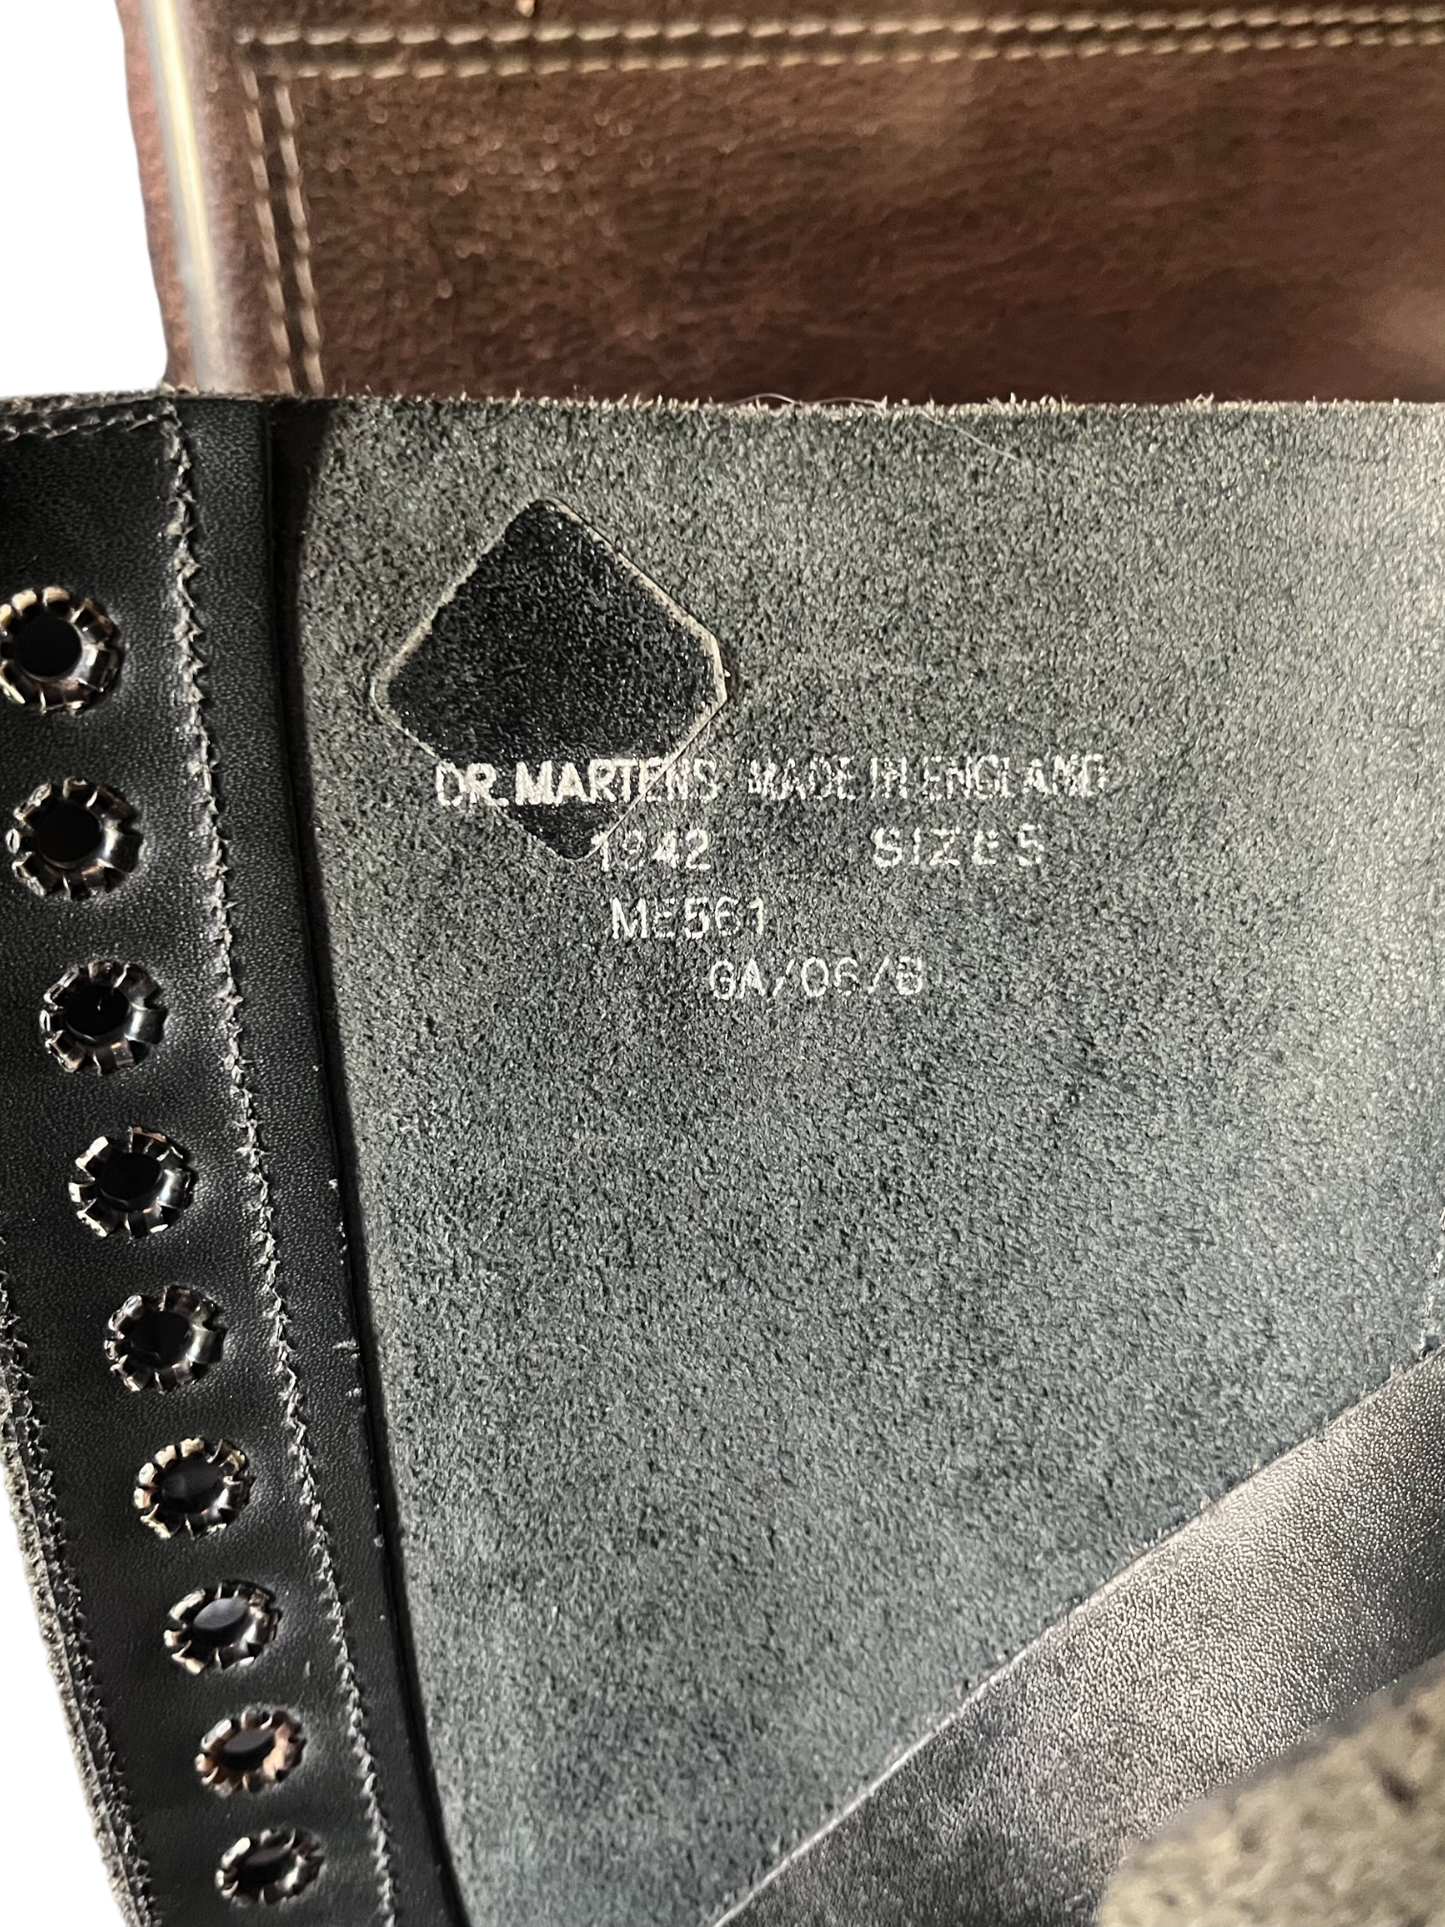 DR. MARTENS MADE IN ENGLAND
1942 SIZE 5
ME561
GA/06/B